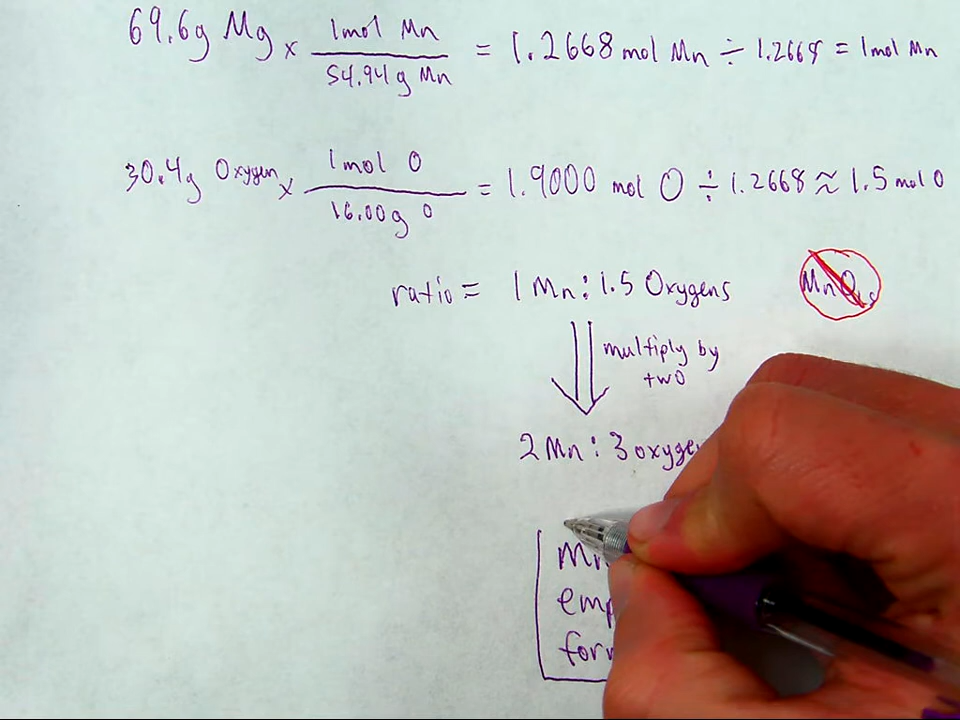 69.6g Mg x 1mol Mn / 54.94g Mn = 1.2668 mol Mn ÷ 1.2668 = 1mol Mn
30.4g Oxygen x 1mol O / 16.00g O = 1.9000 mol O ÷ 1.2668 ≈ 1.5 mol O
ratio = 1 Mn : 1.5 Oxygens
multiply by
two
2 Mn : 3